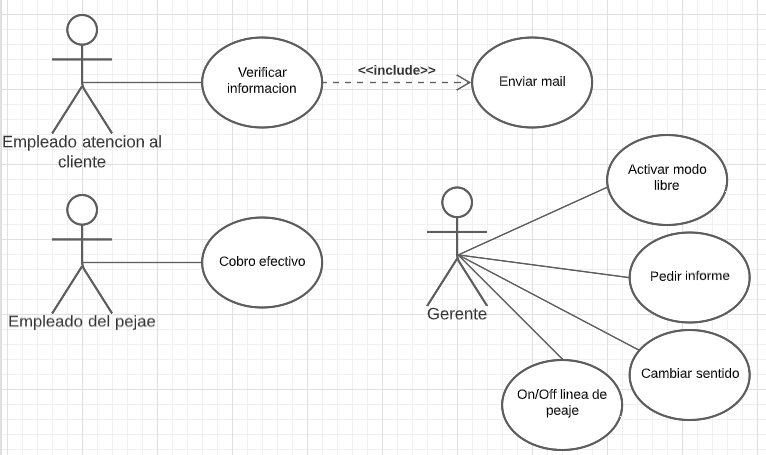 Verificar
informacion
<<include>>
Enviar mail
Empleado atencion al
cliente
Activar modo
libre
Cobro efectivo
Pedir informe
Empleado del pejae
Gerente
Cambiar sentido
On/Off linea de
peaje